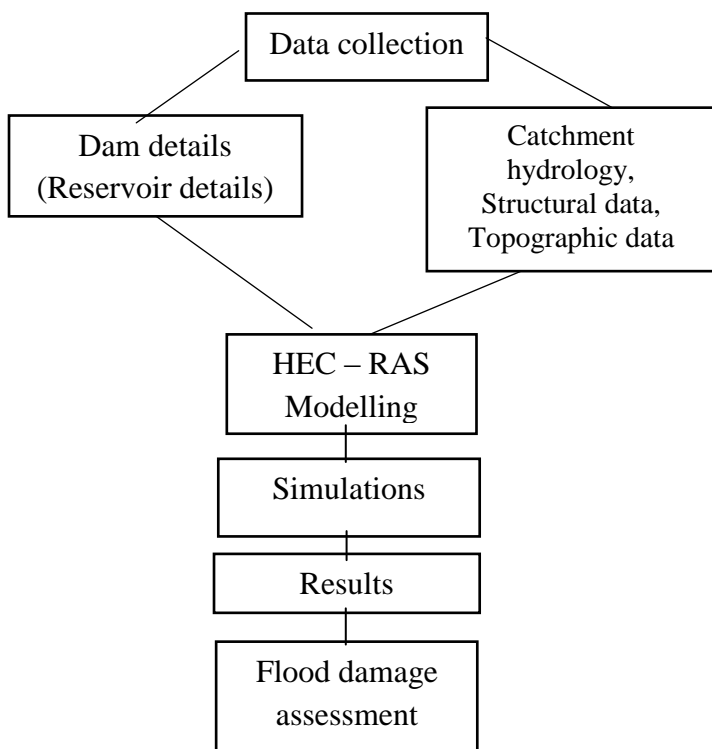 Data collection
Dam details
(Reservoir details)
Catchment
hydrology,
Structural data,
Topographic data
HEC – RAS
Modelling
Simulations
Results
Flood damage
assessment